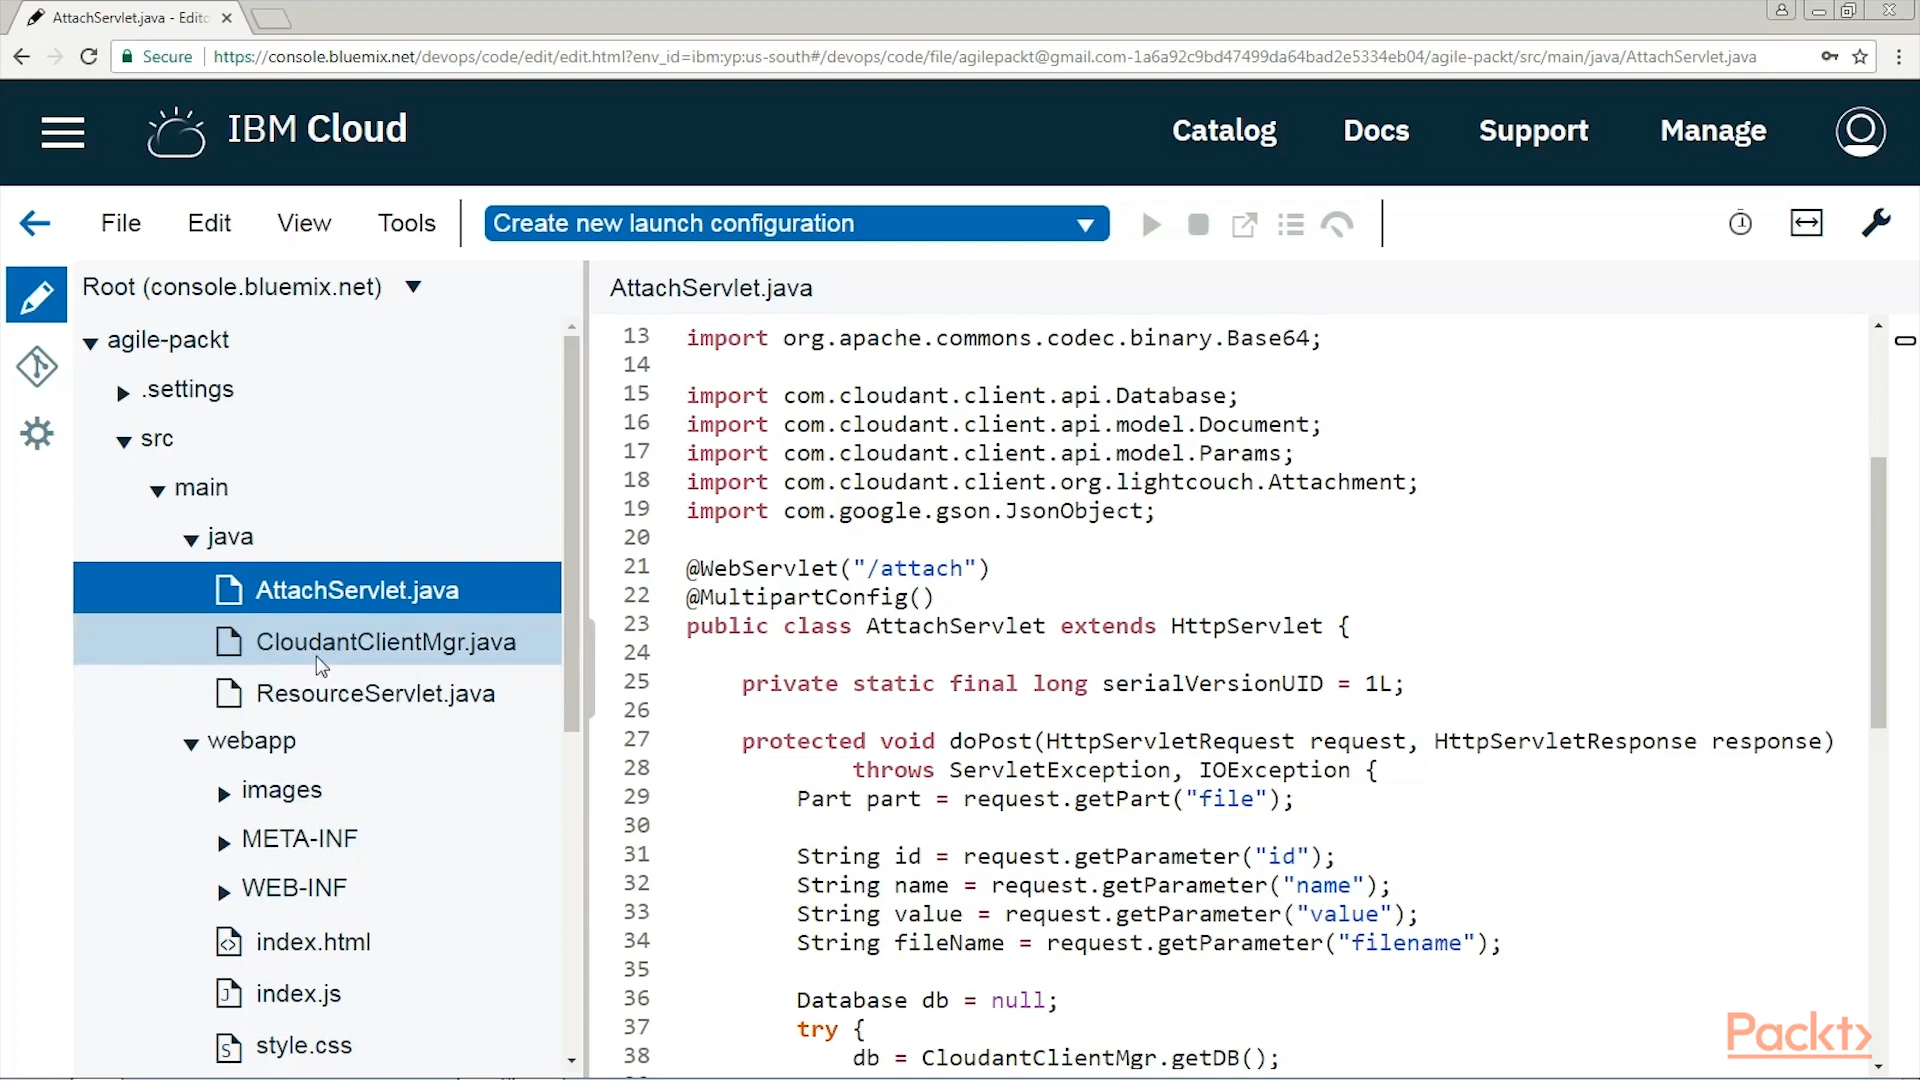 AttachServlet.java - Edito
Secure
https://console.bluemix.net/devops/code/edit/edit.html?env_id=ibm:yp:us-south#/devops/code/file/agilepackt@gmail.com-1a6a92c9bd47499da64bad2e5334eb04/agile-packt/src/main/java/AttachServlet.java
IBM Cloud
Catalog
Docs
Support
Manage
File
Edit
View
Tools
Create new launch configuration
Root (console.bluemix.net)
agile-packt
.settings
src
main
java
AttachServlet.java
CloudantClientMgr.java
ResourceServlet.java
webapp
images
META-INF
WEB-INF
index.html
index.js
style.css
AttachServlet.java
13 import org.apache.commons.codec.binary.Base64;
14
15 import com.cloudant.client.api.Database;
16 import com.cloudant.client.api.model.Document;
17 import com.cloudant.client.api.model.Params;
18 import com.cloudant.client.org.lightcouch.Attachment;
19 import com.google.gson.JsonObject;
20
21 @WebServlet("/attach")
22 @MultipartConfig()
23 public class AttachServlet extends HttpServlet {
24
25 private static final long serialVersionUID = 1L;
26
27 protected void doPost(HttpServletRequest request, HttpServletResponse response)
28 throws ServletException, IOException {
29 Part part = request.getPart("file");
30
31 String id = request.getParameter("id");
32 String name = request.getParameter("name");
33 String value = request.getParameter("value");
34 String fileName = request.getParameter("filename");
35
36 Database db = null;
37 try {
38 db = CloudantClientMgr.getDB();
Packt>